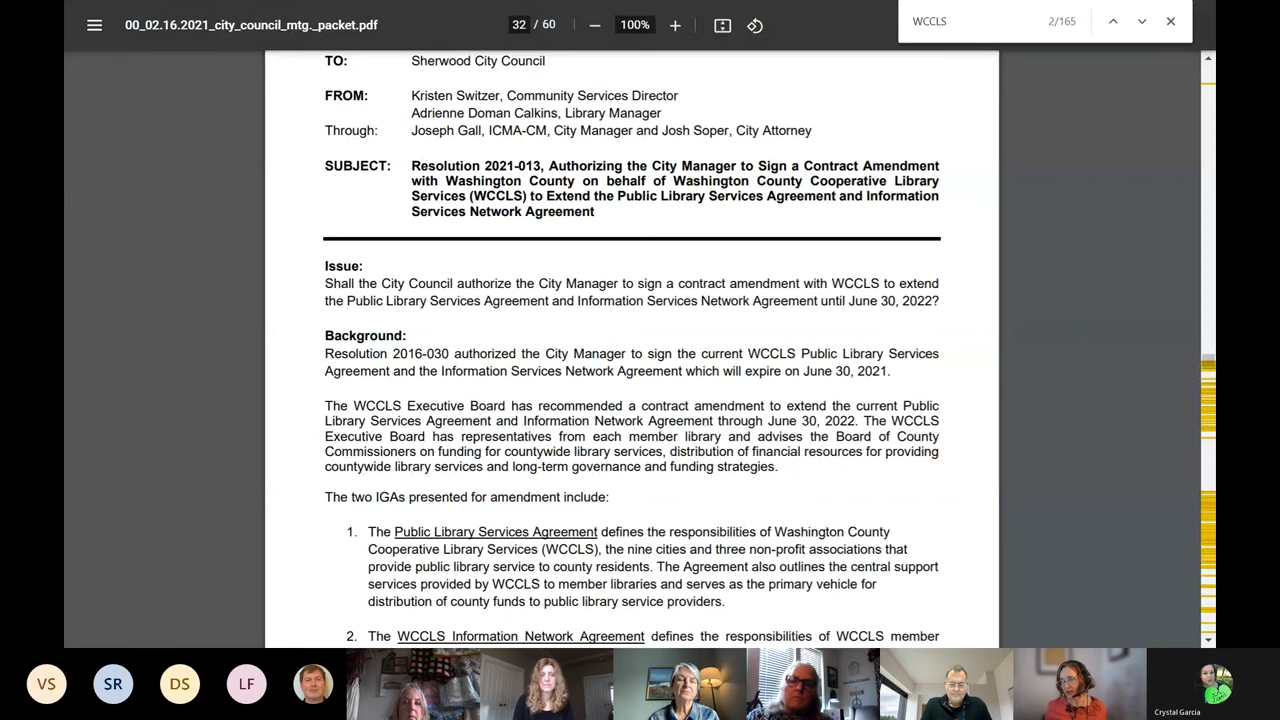 00_02.16.2021_city_council_mtg._packet.pdf
32 / 60
100%
WCCLS
2/165
TO: Sherwood City Council
FROM: Kristen Switzer, Community Services Director
Adrienne Doman Calkins, Library Manager
Through: Joseph Gall, ICMA-CM, City Manager and Josh Soper, City Attorney
SUBJECT: Resolution 2021-013, Authorizing the City Manager to Sign a Contract Amendment
with Washington County on behalf of Washington County Cooperative Library
Services (WCCLS) to Extend the Public Library Services Agreement and Information
Services Network Agreement
Issue:
Shall the City Council authorize the City Manager to sign a contract amendment with WCCLS to extend
the Public Library Services Agreement and Information Services Network Agreement until June 30, 2022?
Background:
Resolution 2016-030 authorized the City Manager to sign the current WCCLS Public Library Services
Agreement and the Information Services Network Agreement which will expire on June 30, 2021.
The WCCLS Executive Board has recommended a contract amendment to extend the current Public
Library Services Agreement and Information Network Agreement through June 30, 2022. The WCCLS
Executive Board has representatives from each member library and advises the Board of County
Commissioners on funding for countywide library services, distribution of financial resources for providing
countywide library services and long-term governance and funding strategies.
The two IGAs presented for amendment include:
1. The Public Library Services Agreement defines the responsibilities of Washington County
Cooperative Library Services (WCCLS), the nine cities and three non-profit associations that
provide public library service to county residents. The Agreement also outlines the central support
services provided by WCCLS to member libraries and serves as the primary vehicle for
distribution of county funds to public library service providers.
2. The WCCLS Information Network Agreement defines the responsibilities of WCCLS member
VS
SR
DS
LF
Crystal Garcia